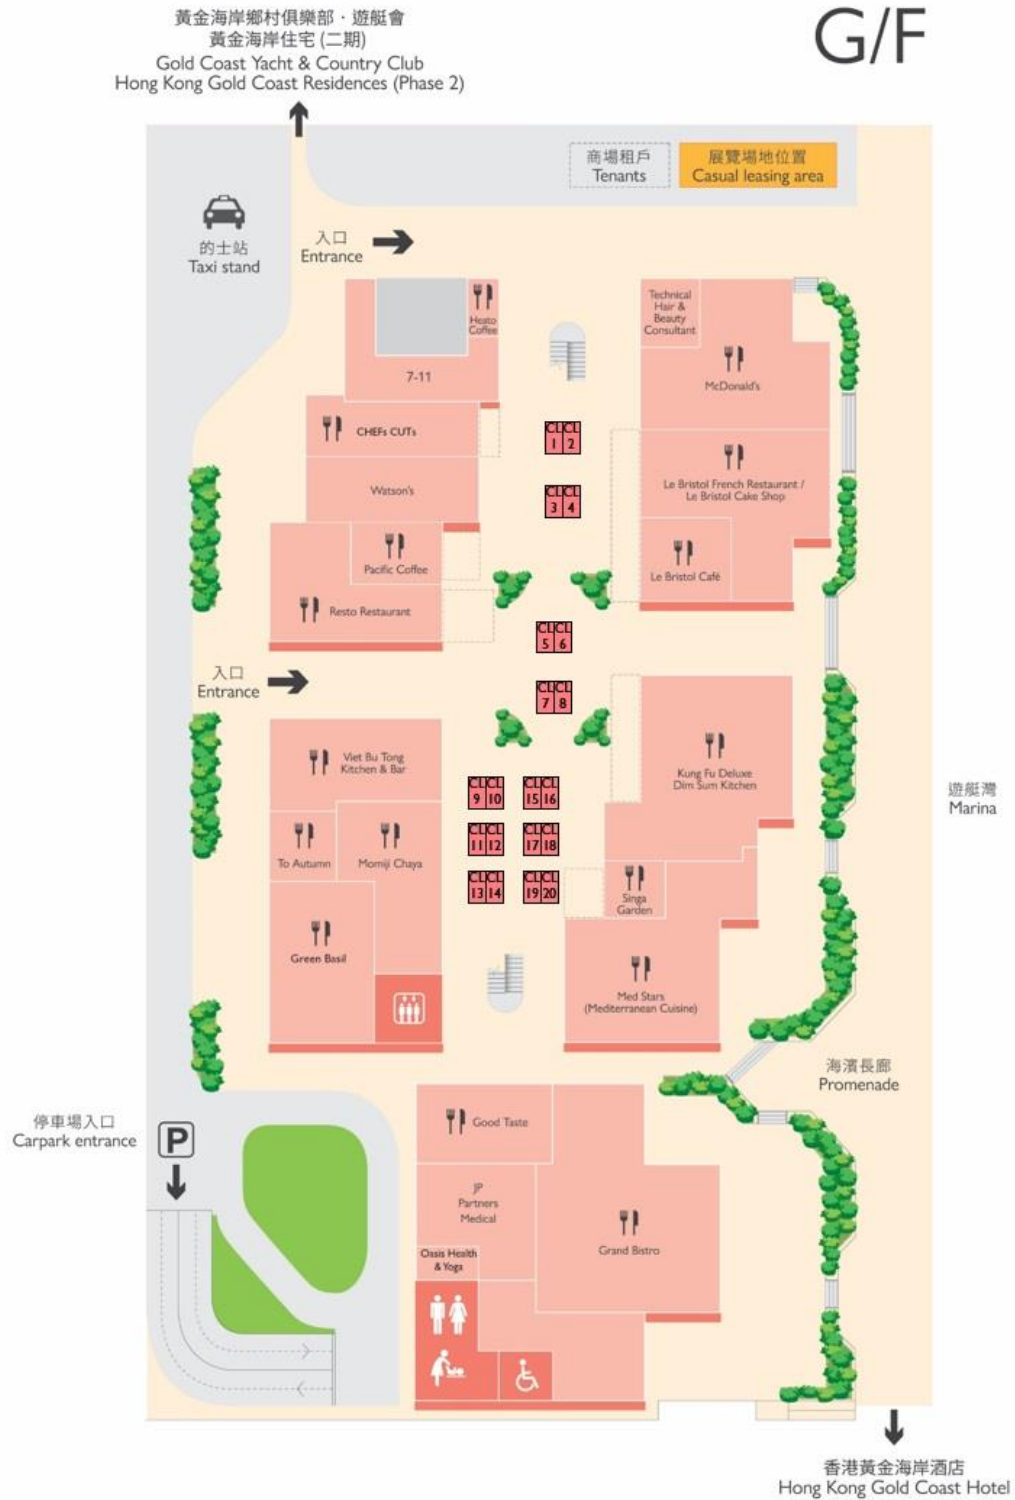 黃金海岸鄉村俱樂部．遊艇會
黃金海岸住宅 (二期)
Gold Coast Yacht & Country Club
Hong Kong Gold Coast Residences (Phase 2)
G/F
商場租戶
Tenants
展覽場地位置
Casual leasing area
的士站
Taxi stand
入口
Entrance
Heato
Coffee
7-11
Technical
Hair &
Beauty
Consultant
McDonald's
CHEFs CUTs
CL 1
CL 2
Watson's
CL 3
CL 4
Le Bristol French Restaurant /
Le Bristol Cake Shop
Pacific Coffee
Le Bristol Café
Resto Restaurant
CL 5
CL 6
入口
Entrance
CL 7
CL 8
Viet Bu Tong
Kitchen & Bar
Kung Fu Deluxe
Dim Sum Kitchen
CL 9
CL 10
CL 15
CL 16
遊艇灣
Marina
To Autumn
Momiji Chaya
CL 11
CL 12
CL 17
CL 18
CL 13
CL 14
CL 19
CL 20
Singa
Garden
Green Basil
Med Stars
(Mediterranean Cuisine)
海濱長廊
Promenade
停車場入口
Carpark entrance
P
Good Taste
JP
Partners
Medical
Oasis Health
& Yoga
Grand Bistro
香港黃金海岸酒店
Hong Kong Gold Coast Hotel